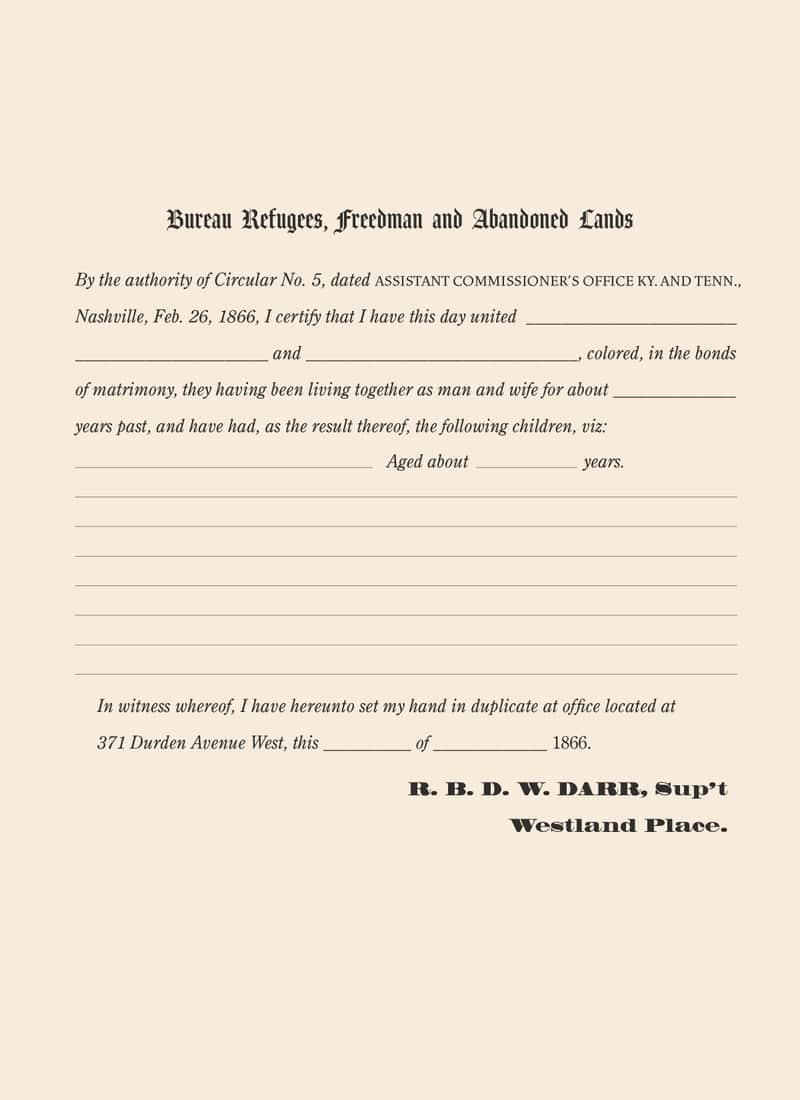 Bureau Refugees, Freedman and Abandoned Lands
By the authority of Circular No. 5, dated ASSISTANT COMMISSIONER'S OFFICE KY. AND TENN.,
Nashville, Feb. 26, 1866, I certify that I have this day united ________________________
______________________ and _______________________________, colored, in the bonds
of matrimony, they having been living together as man and wife for about ______________
years past, and have had, as the result thereof, the following children, viz:
__________________________________ Aged about ____________ years.
In witness whereof, I have hereunto set my hand in duplicate at office located at
371 Durden Avenue West, this __________ of _____________ 1866.
R. B. D. W. DARR, Sup't
Westland Place.